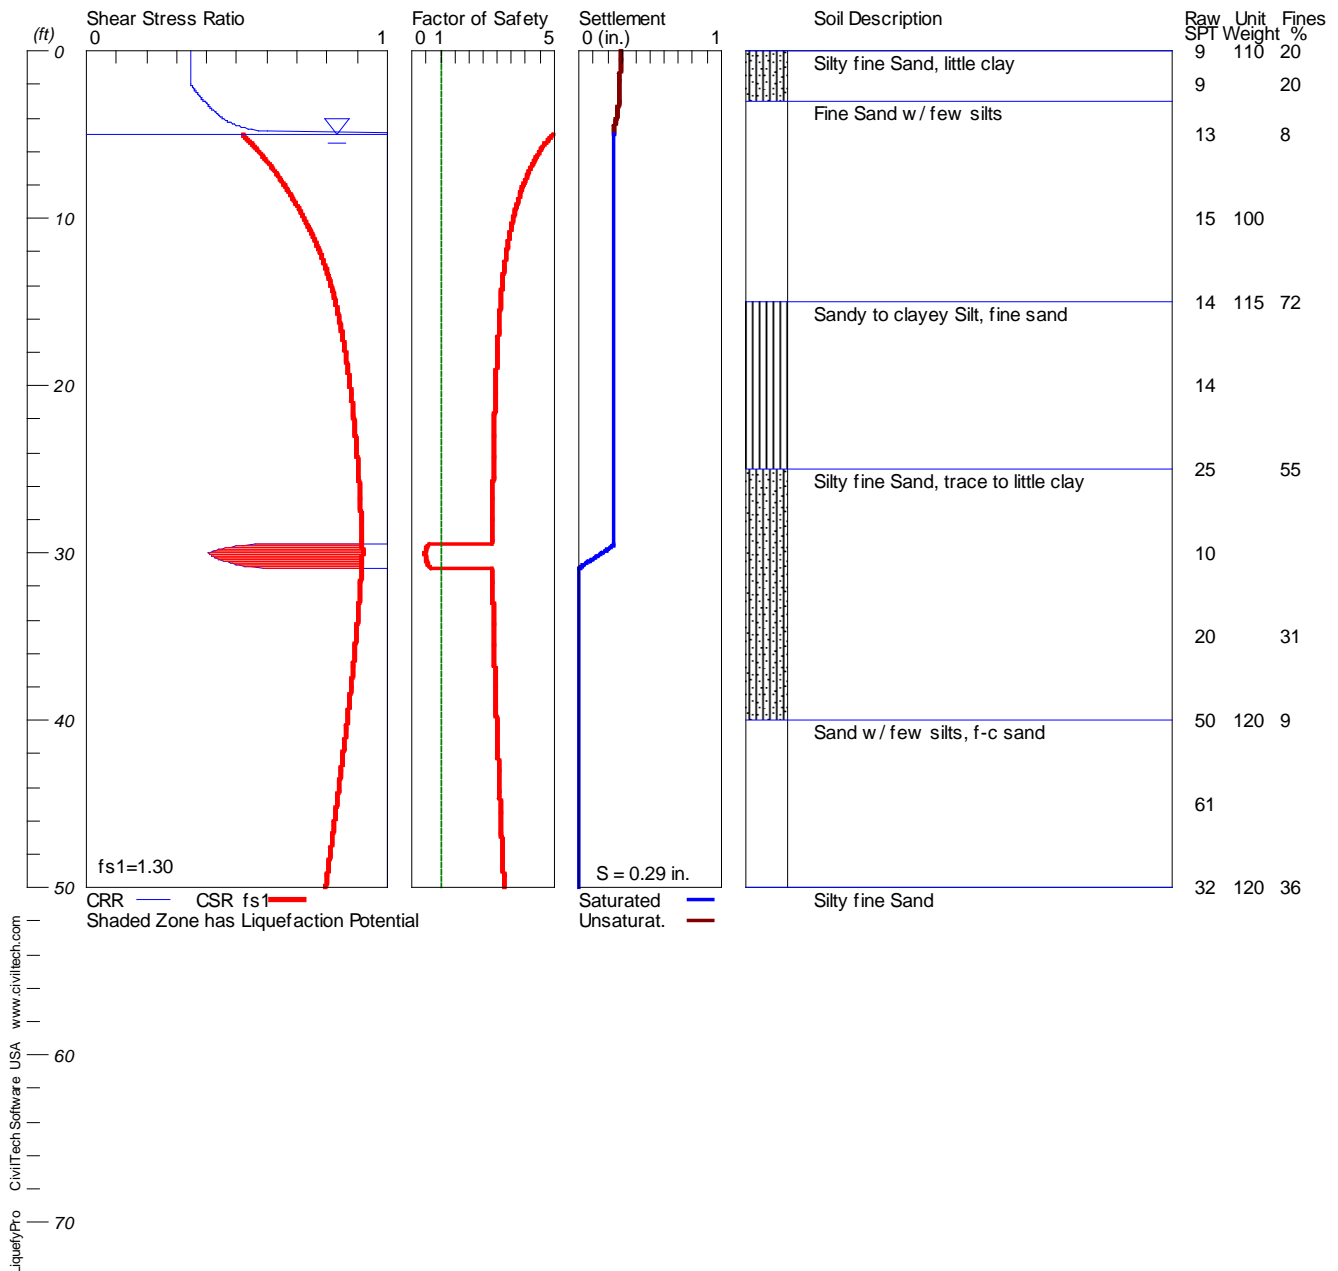 Shear Stress Ratio Factor of Safety Settlement Soil Description Raw Unit Fines
(ft) 0 1 0 1 5 0 (in.) 1 SPT Weight %
0 9 110 20
Silty fine Sand, little clay
9 20
Fine Sand w/ few silts
13 8
10 15 100
14 115 72
Sandy to clayey Silt, fine sand
20 14
25 55
Silty fine Sand, trace to little clay
30 10
20 31
40 50 120 9
Sand w/ few silts, f-c sand
61
fs1=1.30 S = 0.29 in.
50 32 120 36
CRR CSR fs1 Saturated Silty fine Sand
Shaded Zone has Liquefaction Potential Unsaturat.
60
70
LiquefyPro CivilTech Software USA www.civiltech.com